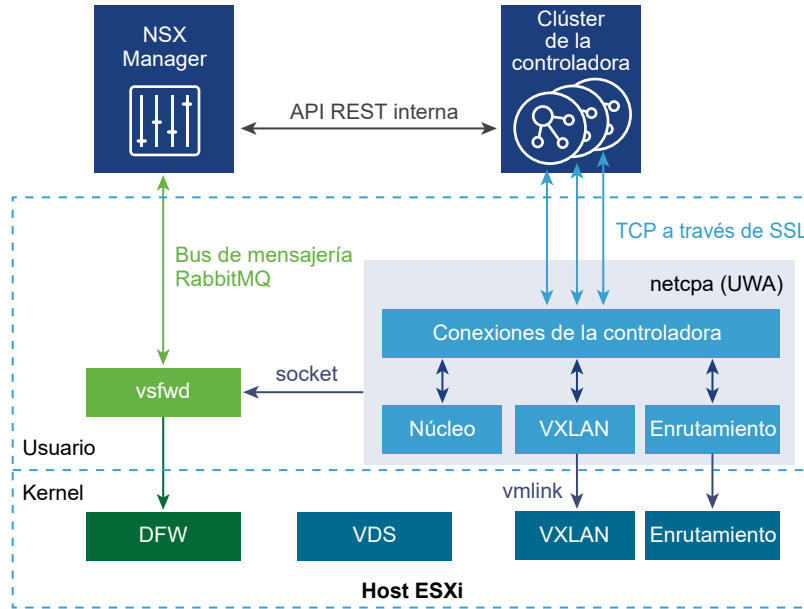 NSX
Manager
Clúster
de la
controladora
API REST interna
TCP a través de SSL
Bus de mensajería
RabbitMQ
netcpa (UWA)
Conexiones de la controladora
socket
vsfwd
Núcleo
VXLAN
Enrutamiento
Usuario
Kernel
vmlink
DFW
VDS
VXLAN
Enrutamiento
Host ESXi